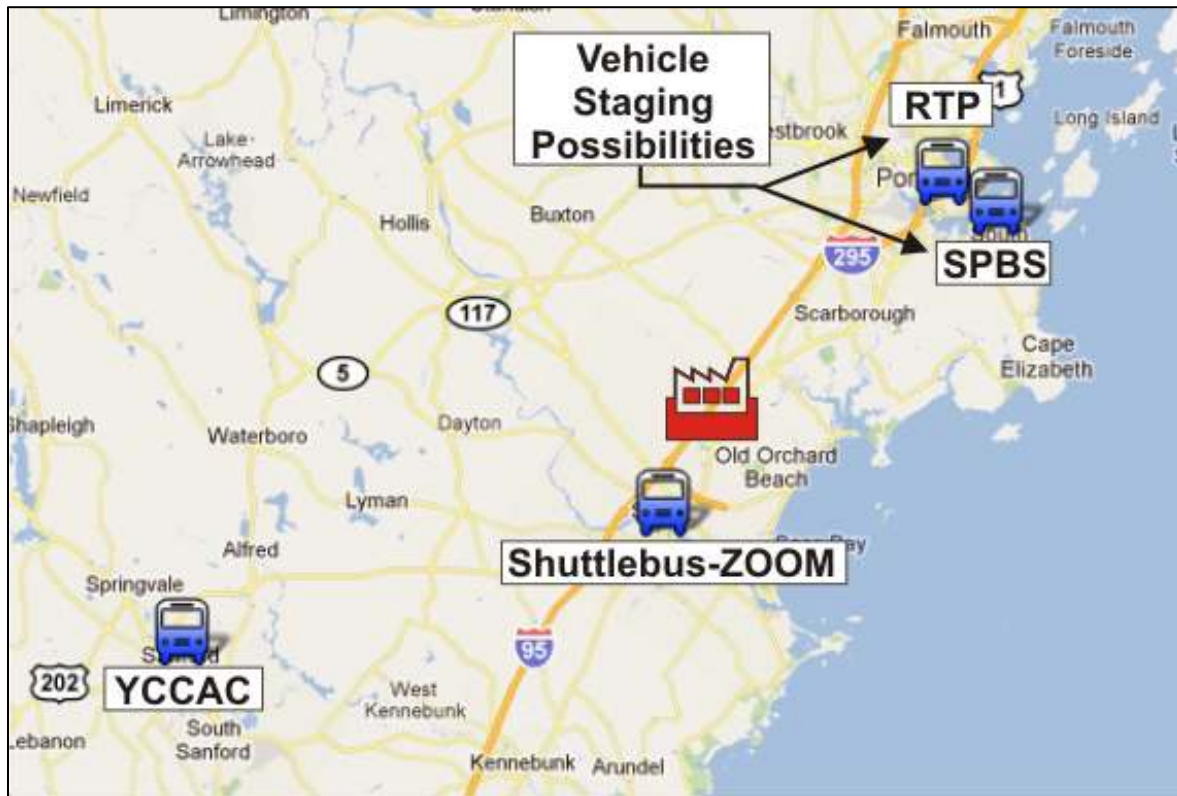 Limington
Falmouth
Falmouth
Foreside
Vehicle
Staging
Possibilities
1
RTP
Limerick
Long Island
Lake
Arrowhead
Newfield
Hollis
Buxton
295
SPBS
117
Scarborough
Cape
Elizabeth
5
Dayton
Waterboro
Old Orchard
Beach
Lyman
Alfred
Shuttlebus-ZOOM
Springvale
95
202
YCCAC
West
Kennebunk
South
Sanford
Lebanon
Kennebunk
Arundel